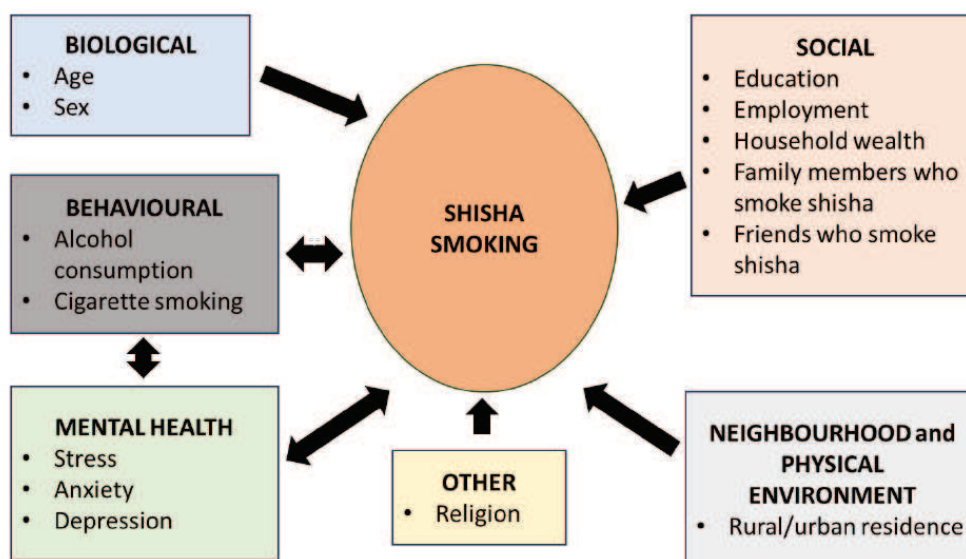 BIOLOGICAL
• Age
• Sex
SOCIAL
• Education
• Employment
• Household wealth
• Family members who
smoke shisha
• Friends who smoke
shisha
BEHAVIOURAL
• Alcohol
consumption
• Cigarette smoking
SHISHA
SMOKING
MENTAL HEALTH
• Stress
• Anxiety
• Depression
OTHER
• Religion
NEIGHBOURHOOD and
PHYSICAL
ENVIRONMENT
• Rural/urban residence